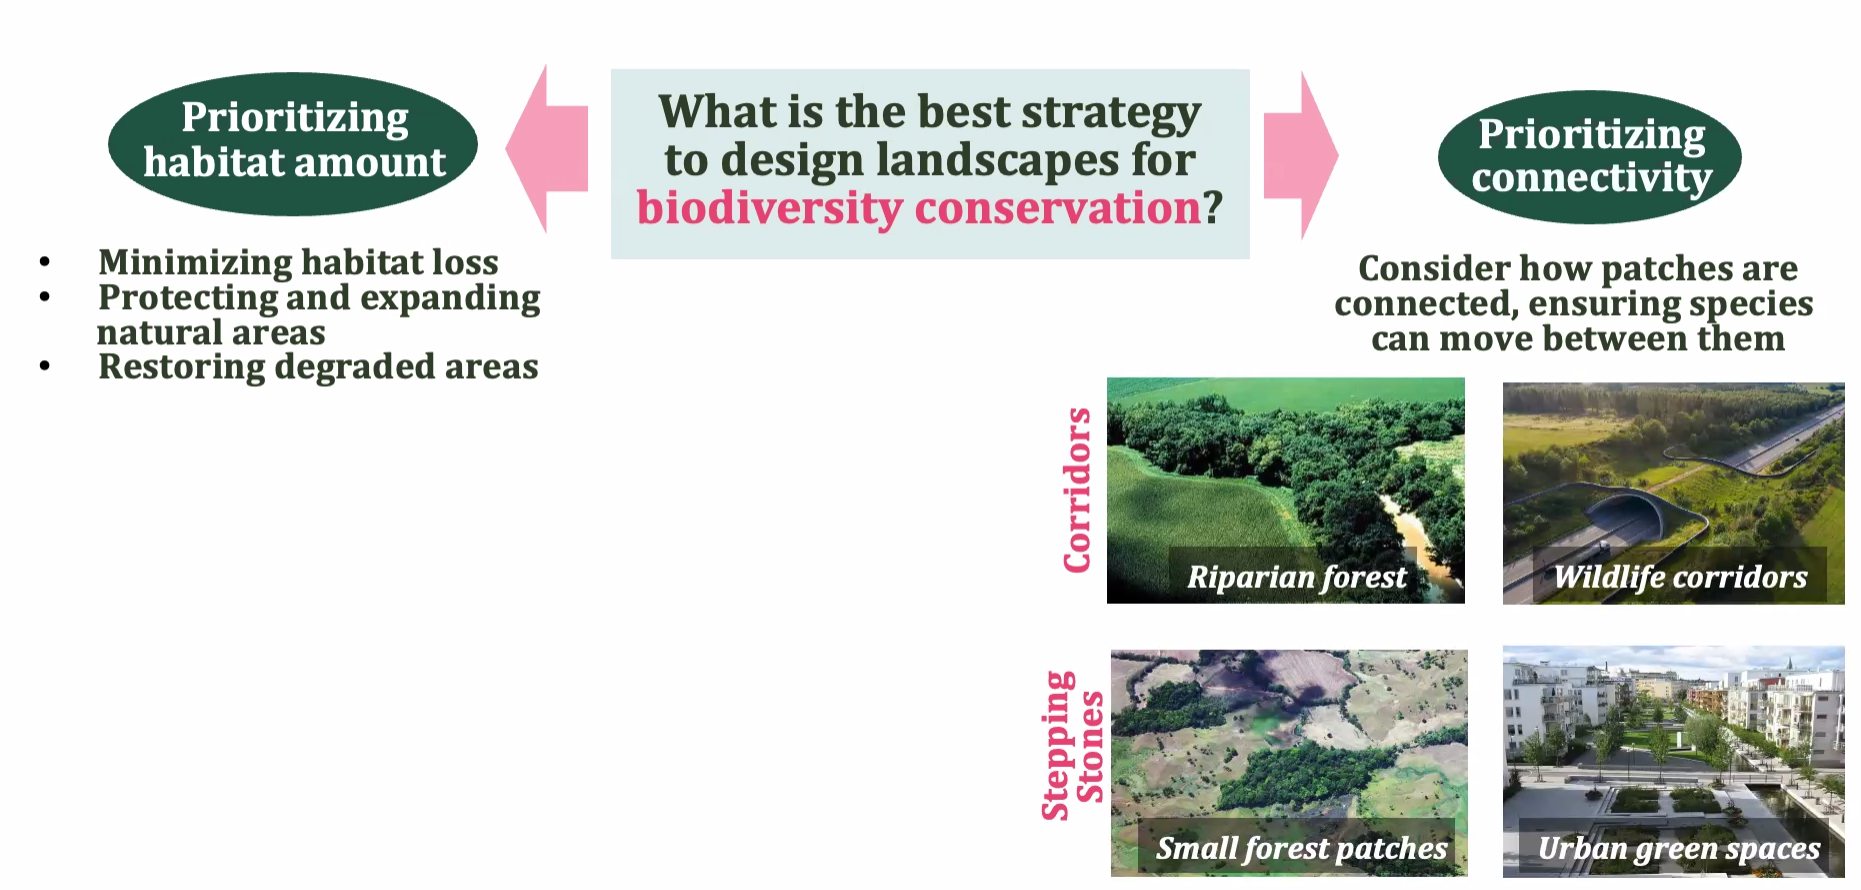 Prioritizing
habitat amount
What is the best strategy
to design landscapes for
biodiversity conservation?
Prioritizing
connectivity
• Minimizing habitat loss
• Protecting and expanding
natural areas
• Restoring degraded areas
Consider how patches are
connected, ensuring species
can move between them
Corridors
Riparian forest
Wildlife corridors
Stepping
Stones
Small forest patches
Urban green spaces